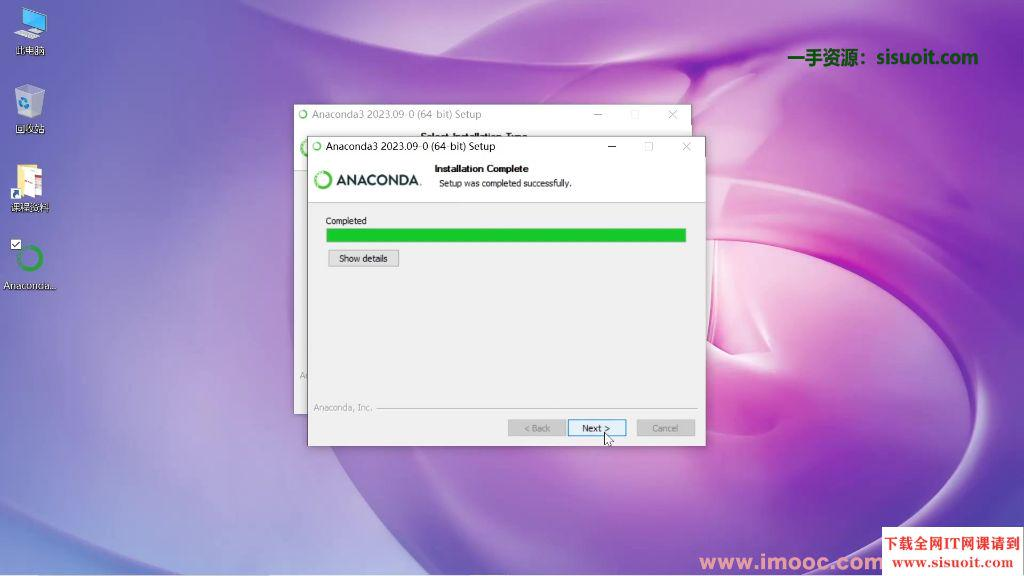 此电脑
回收站
课程资料
Anaconda...
一手资源：sisuoit.com
Anaconda3 2023.09-0 (64-bit) Setup
Select Installation Type
Anaconda3 2023.09-0 (64-bit) Setup
Installation Complete
Setup was completed successfully.
ANACONDA.
Completed
Show details
Anaconda, Inc.
< Back
Next >
Cancel
www.imooc.com
下载全网IT网课请到
www.sisuoit.com